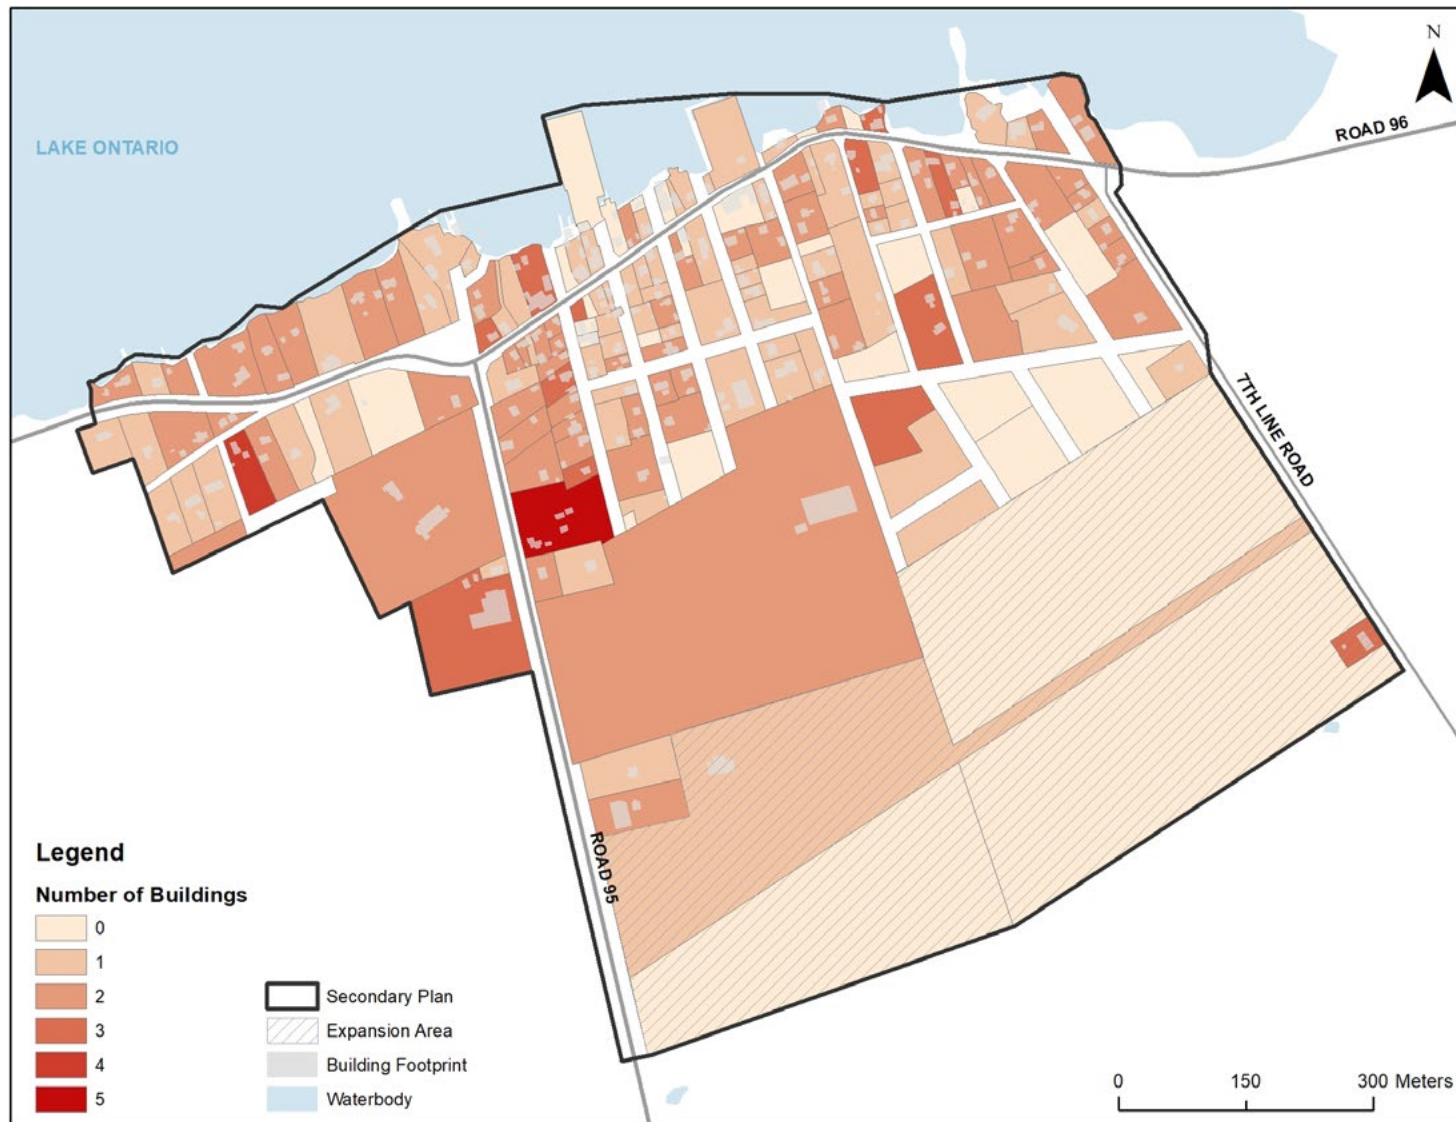 N
LAKE ONTARIO
ROAD 96
7TH LINE ROAD
ROAD 95
Legend
Number of Buildings
0
1
2
3
4
5
Secondary Plan
Expansion Area
Building Footprint
Waterbody
0 150 300 Meters